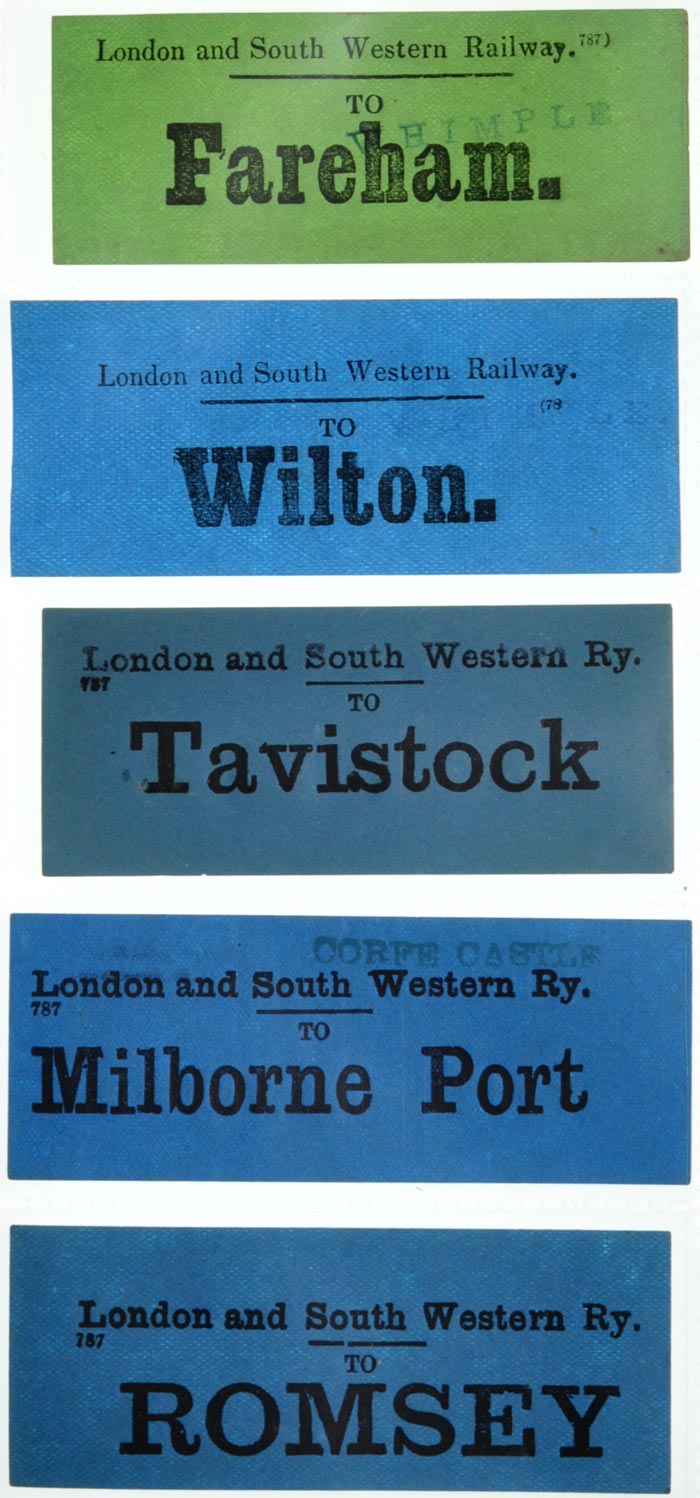 London and South Western Railway. 787)
TO
WHIMPLE
Fareham.
London and South Western Railway.
(78
TO
Wilton.
London and South Western Ry.
787
TO
Tavistock
CORFE CASTLE
London and South Western Ry.
787
TO
Milborne Port
London and South Western Ry.
787
TO
ROMSEY